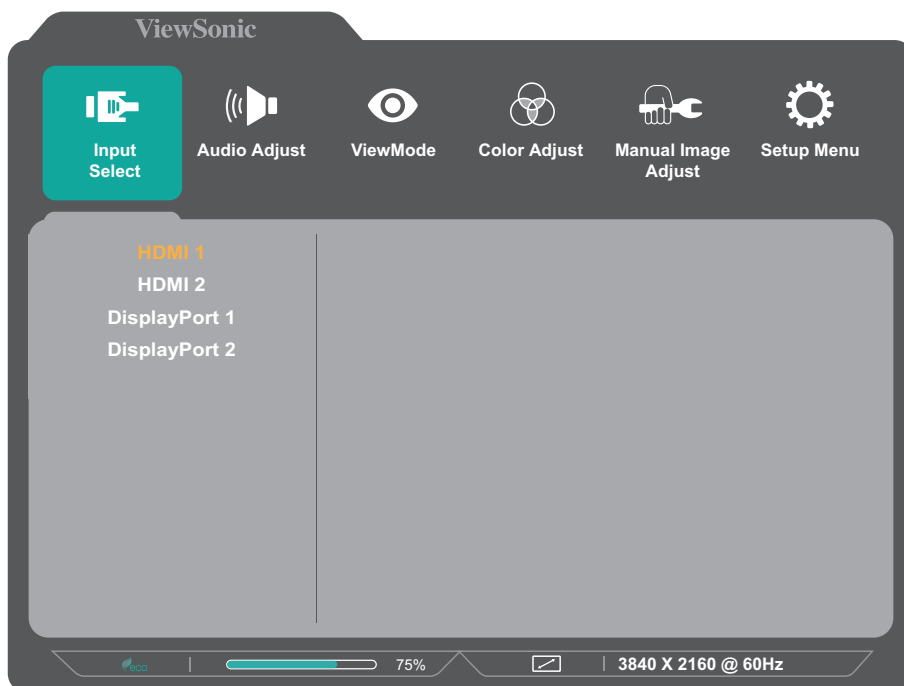 ViewSonic
Input
Select
Audio Adjust
ViewMode
Color Adjust
Manual Image
Adjust
Setup Menu
HDMI 1
HDMI 2
DisplayPort 1
DisplayPort 2
eco
75%
3840 X 2160 @ 60Hz